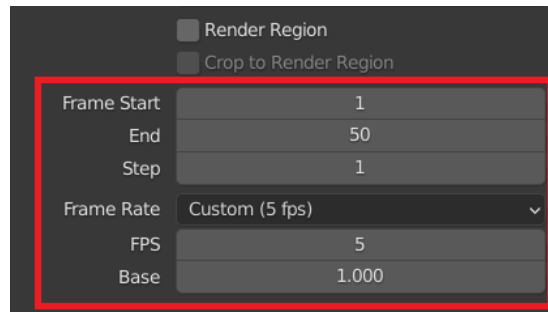 Render Region
Crop to Render Region
Frame Start 1
End 50
Step 1
Frame Rate Custom (5 fps)
FPS 5
Base 1.000